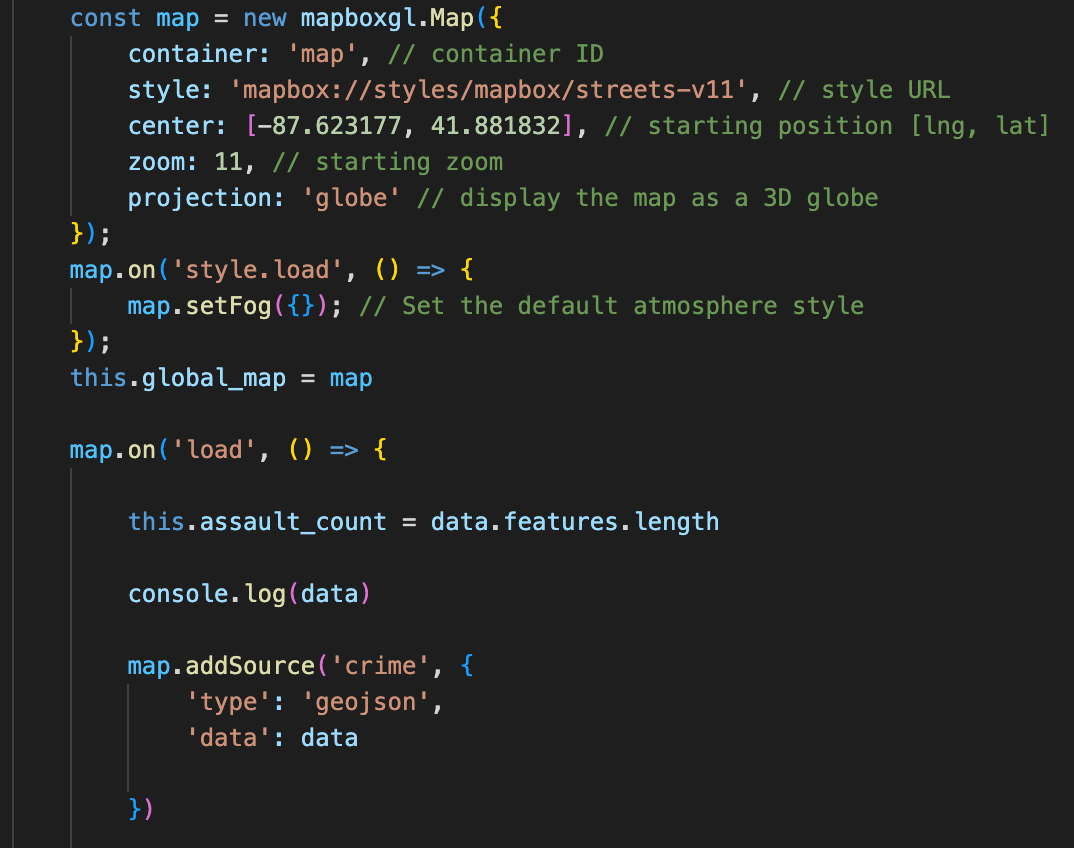 const map = new mapboxgl.Map({
container: 'map', // container ID
style: 'mapbox://styles/mapbox/streets-v11', // style URL
center: [-87.623177, 41.881832], // starting position [lng, lat]
zoom: 11, // starting zoom
projection: 'globe' // display the map as a 3D globe
});
map.on('style.load', () => {
map.setFog({}); // Set the default atmosphere style
});
this.global_map = map
map.on('load', () => {
this.assault_count = data.features.length
console.log(data)
map.addSource('crime', {
'type': 'geojson',
'data': data
})